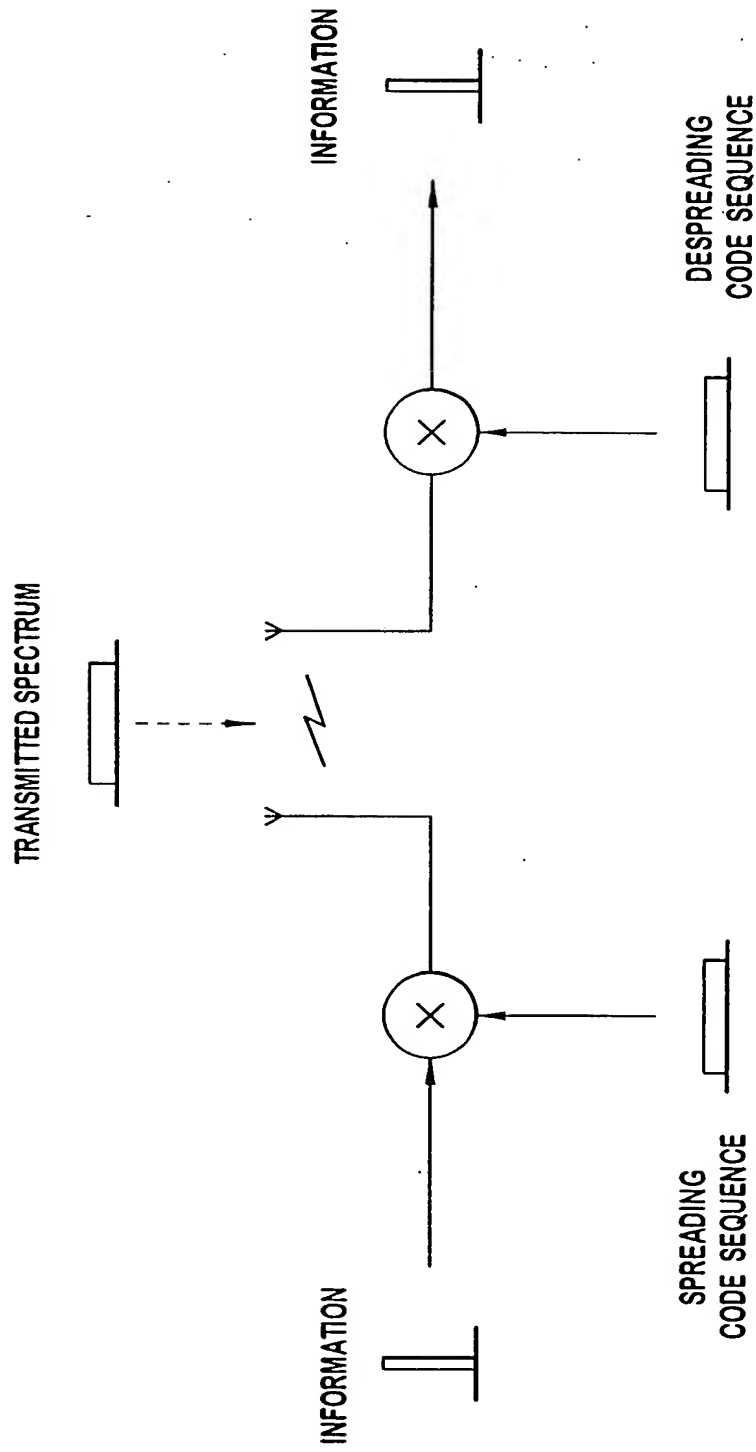 TRANSMITTED SPECTRUM
INFORMATION
INFORMATION
SPREADING
CODE SEQUENCE
DESPREADING
CODE SEQUENCE